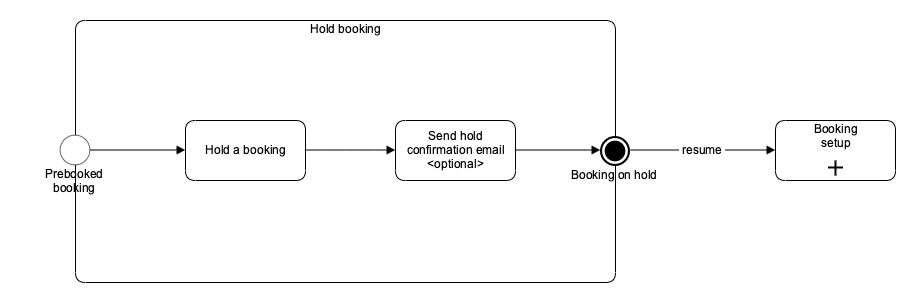 Hold booking
Hold a booking
Send hold
confirmation email
<optional>
Prebooked
booking
Booking on hold
resume
Booking
setup